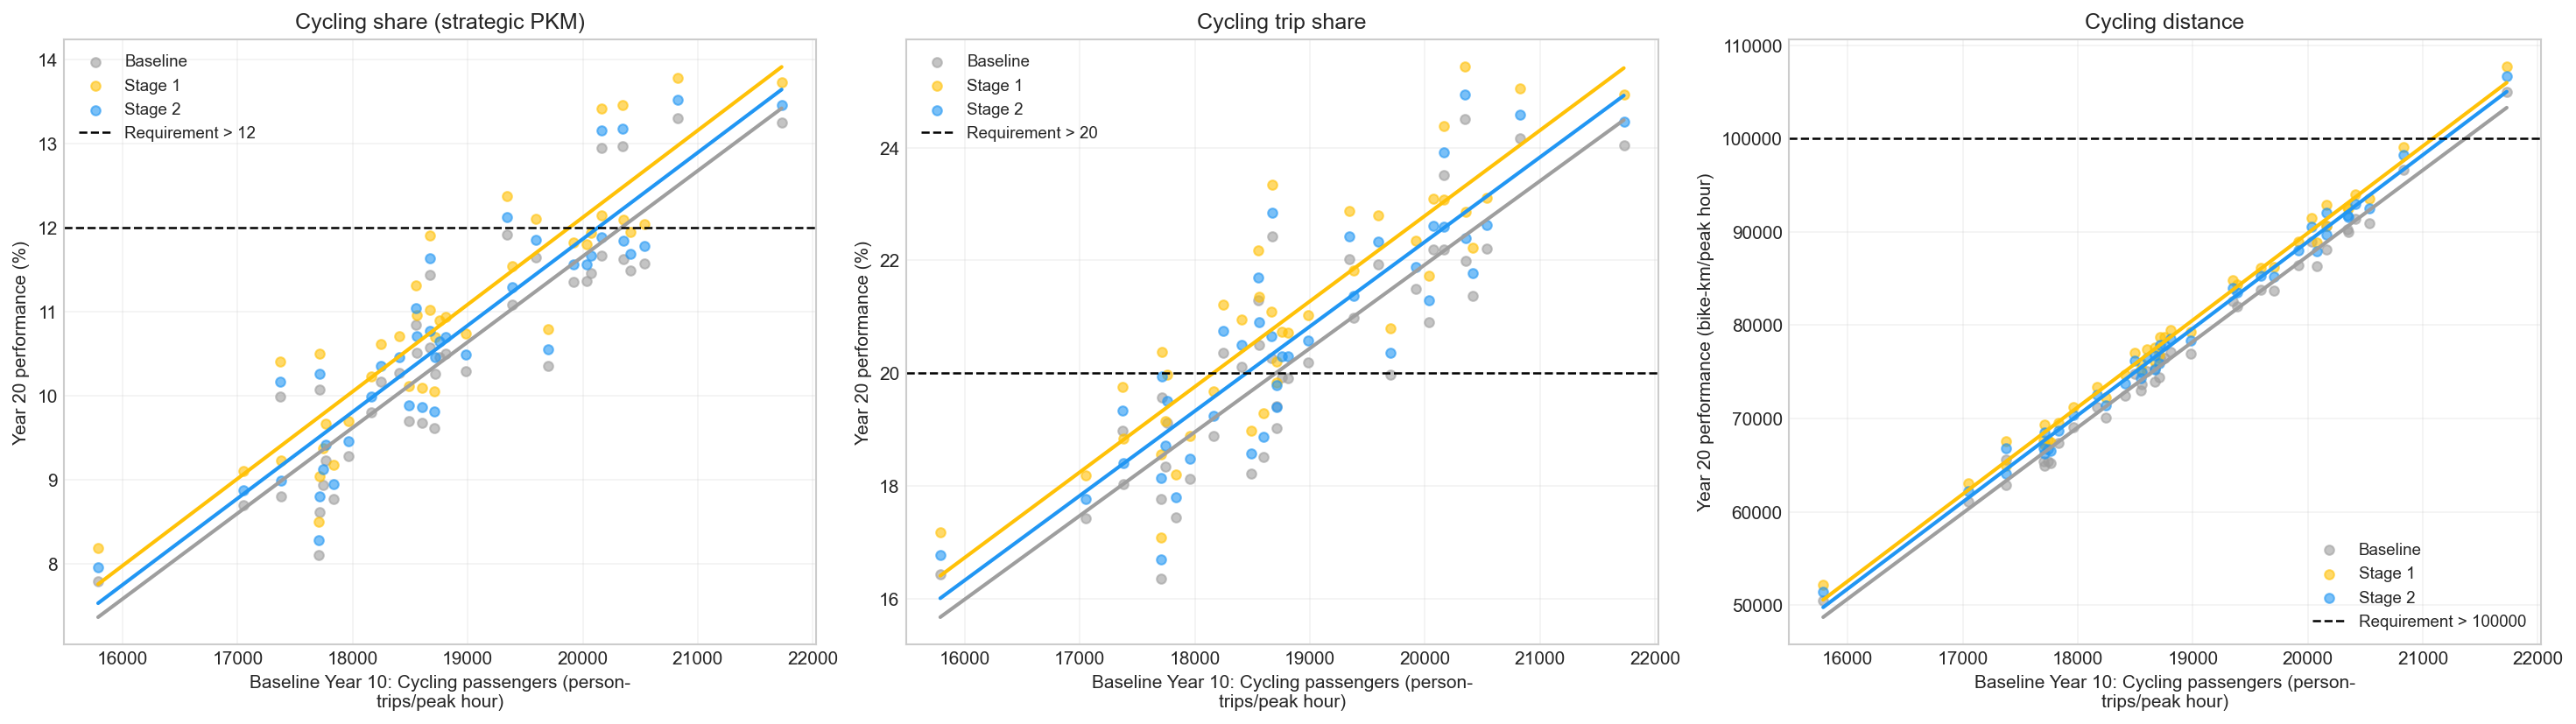 Cycling share (strategic PKM)
14
13
12
11
10
9
8
Year 20 performance (%)
Baseline
Stage 1
Stage 2
Requirement > 12
16000 17000 18000 19000 20000 21000 22000
Baseline Year 10: Cycling passengers (person-
trips/peak hour)
Cycling trip share
24
22
20
18
16
Year 20 performance (%)
Baseline
Stage 1
Stage 2
Requirement > 20
16000 17000 18000 19000 20000 21000 22000
Baseline Year 10: Cycling passengers (person-
trips/peak hour)
Cycling distance
110000
100000
90000
80000
70000
60000
50000
Year 20 performance (bike-km/peak hour)
Baseline
Stage 1
Stage 2
Requirement > 100000
16000 17000 18000 19000 20000 21000 22000
Baseline Year 10: Cycling passengers (person-
trips/peak hour)